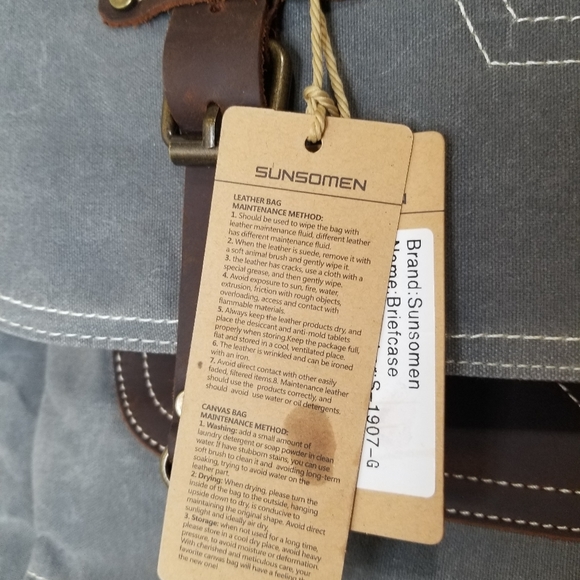 SUNSOMEN
LEATHER BAG
MAINTENANCE METHOD:
1. Should be used to wipe the bag with
leather maintenance fluid, different leather
has different maintenance fluid.
2. When the leather is suede, remove it with
a soft animal brush and gently wipe it.
3. the leather has cracks, use a cloth with a
special grease, and then gently wipe.
4. Avoid exposure to sun, fire, water,
extrusion, friction with rough objects,
overloading, access and contact with
flammable materials.
5. Always keep the leather products dry, and
place the desiccant and anti-mold tablets
properly when storing.Keep the package full,
flat and stored in a cool, ventilated place.
6. The leather is wrinkled and can be ironed
with an iron.
7. Avoid direct contact with other easily
faded, filtered items.8. Maintenance leather
should use the products correctly, and
should avoid use water or oil detergents.
CANVAS BAG
MAINTENANCE METHOD:
1. Washing: add a small amount of
laundry detergent or soap powder in clean
water. If have stubborn stains, you can use
soft brush to clean it and avoiding long-term
soaking, trying to avoid water on the
leather part.
2. Drying: When drying, please turn the
inside of the bag to the outside, hanging
upside down to dry, is conducive to
maintaining the original shape. Avoid direct
sunlight and ideally air dry.
3. Storage: when not used for a long time,
please store in a cool dry place, avoid heavy
pressure, to avoid moisture or deformation.
With cherished and meticulous care, your
favorite canvas bag will have a feeling th
the new one!
Brand:Sunsomen
Name:Briefcase
1907-G